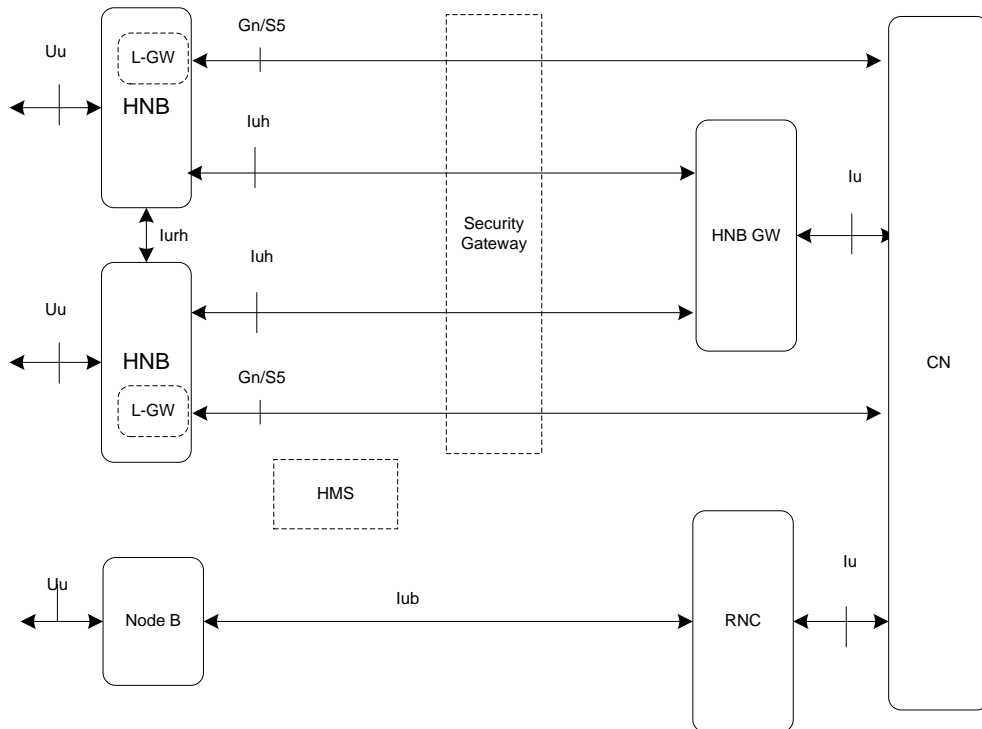 Gn/S5
Uu
L-GW
HNB
Iuh
Iu
Security
Gateway
HNB GW
Iurh
Iuh
Uu
HNB
CN
Gn/S5
L-GW
HMS
Uu
Iub
Iu
Node B
RNC